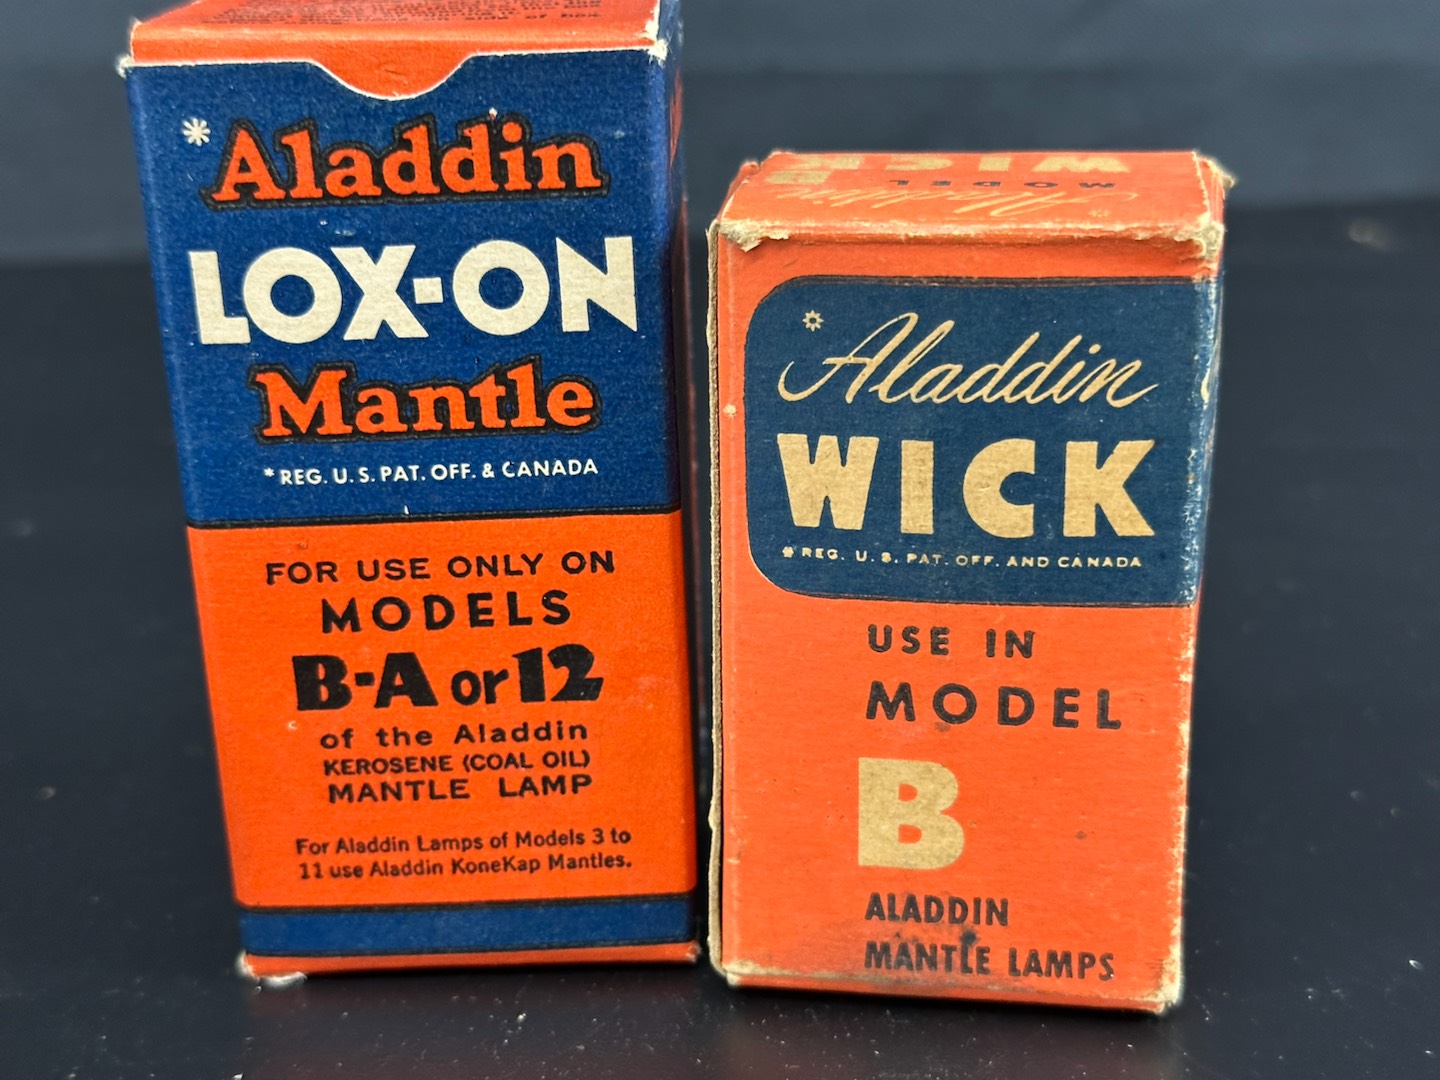 *Aladdin
LOX-ON
Mantle
*REG. U. S. PAT. OFF. & CANADA
FOR USE ONLY ON
MODELS
B-A or 12
of the Aladdin
KEROSENE (COAL OIL)
MANTLE LAMP
For Aladdin Lamps of Models 3 to
11 use Aladdin KoneKap Mantles.
WICK
MODEL
Aladdin
*Aladdin
WICK
* REG. U. S. PAT. OFF. AND CANADA
USE IN
MODEL
B
ALADDIN
MANTLE LAMPS